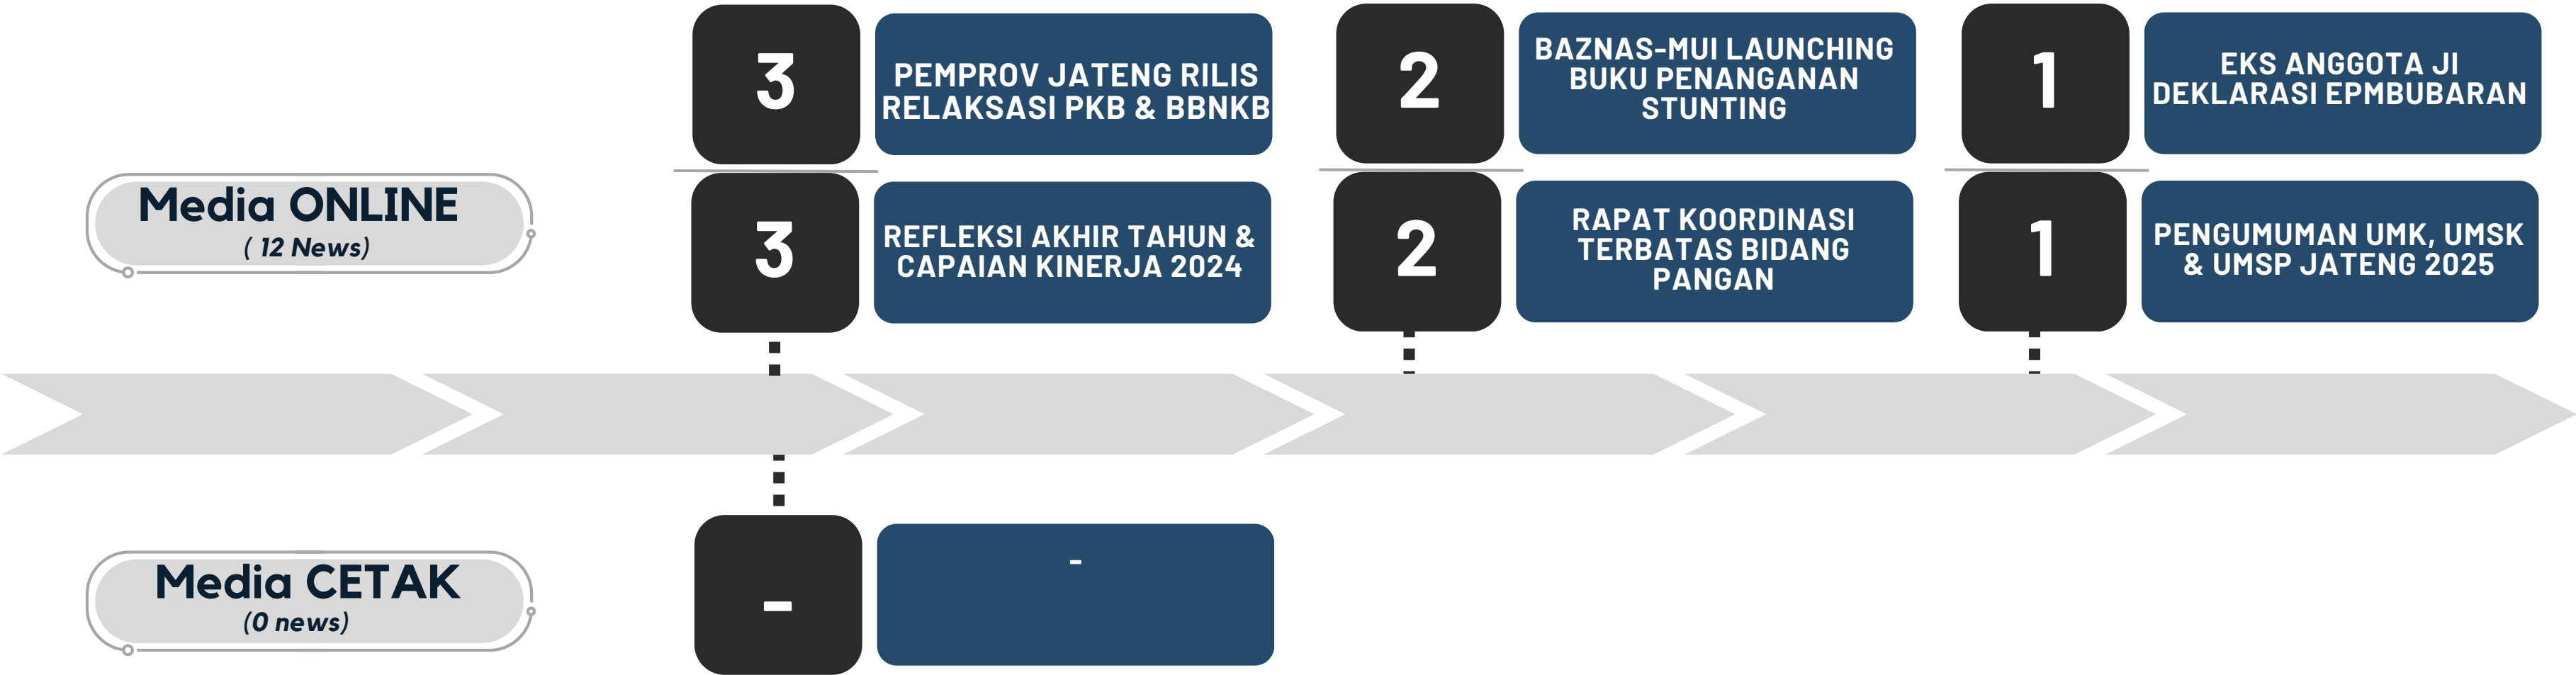 3
PEMPROV JATENG RILIS
RELAKSASI PKB & BBNKB
2
BAZNAS-MUI LAUNCHING
BUKU PENANGANAN
STUNTING
1
EKS ANGGOTA JI
DEKLARASI EPMBUBARAN
Media ONLINE
( 12 News)
3
REFLEKSI AKHIR TAHUN &
CAPAIAN KINERJA 2024
2
RAPAT KOORDINASI
TERBATAS BIDANG
PANGAN
1
PENGUMUMAN UMK, UMSK
& UMSP JATENG 2025
Media CETAK
(0 news)
-
-